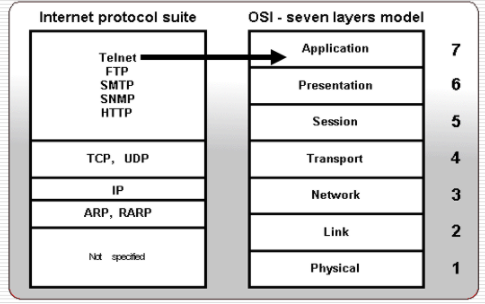 Internet protocol suite
Telnet
FTP
SMTP
SNMP
HTTP
TCP, UDP
IP
ARP, RARP
Not specified
OSI - seven layers model
Application 7
Presentation 6
Session 5
Transport 4
Network 3
Link 2
Physical 1